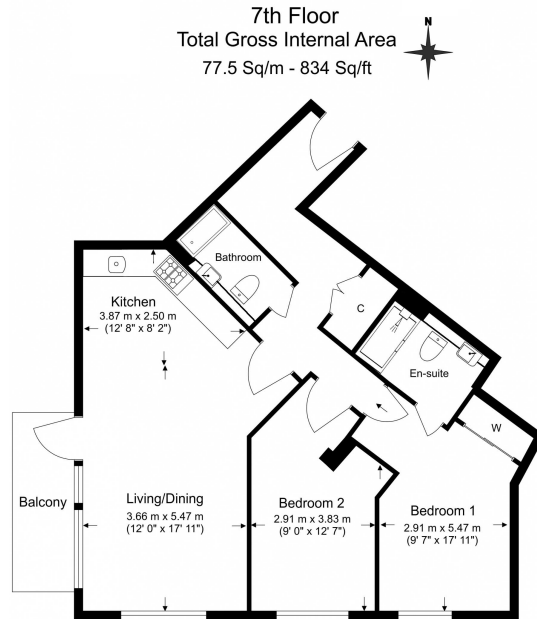 7th Floor
Total Gross Internal Area
77.5 Sq/m - 834 Sq/ft
N
Bathroom
Kitchen
3.87 m x 2.50 m
(12' 8" x 8' 2")
C
En-suite
W
Balcony
Living/Dining
3.66 m x 5.47 m
(12' 0" x 17' 11")
Bedroom 2
2.91 m x 3.83 m
(9' 0" x 12' 7")
Bedroom 1
2.91 m x 5.47 m
(9' 7" x 17' 11")